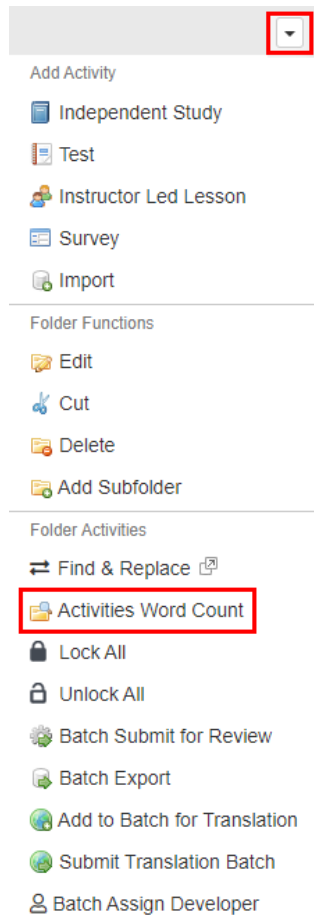 Add Activity
Independent Study
Test
Instructor Led Lesson
Survey
Import
Folder Functions
Edit
Cut
Delete
Add Subfolder
Folder Activities
Find & Replace
Activities Word Count
Lock All
Unlock All
Batch Submit for Review
Batch Export
Add to Batch for Translation
Submit Translation Batch
Batch Assign Developer